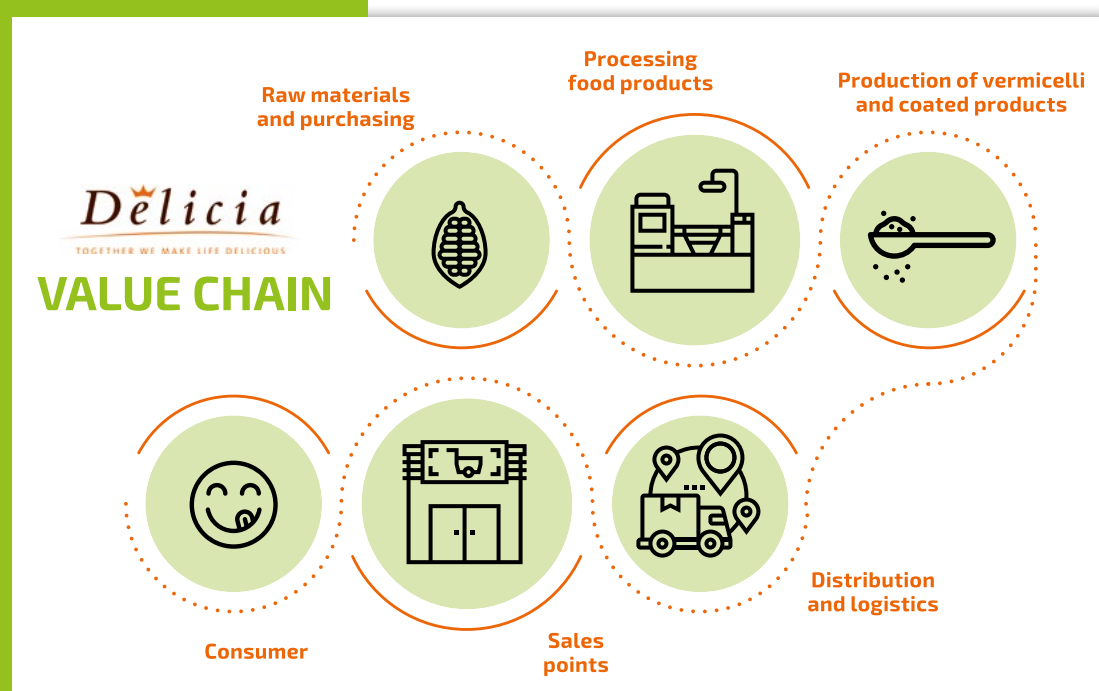 Processing
food products
Raw materials
and purchasing
Production of vermicelli
and coated products
Delicia
TOGETHER WE MAKE LIFE DELICIOUS
VALUE CHAIN
Distribution
and logistics
Consumer
Sales
points